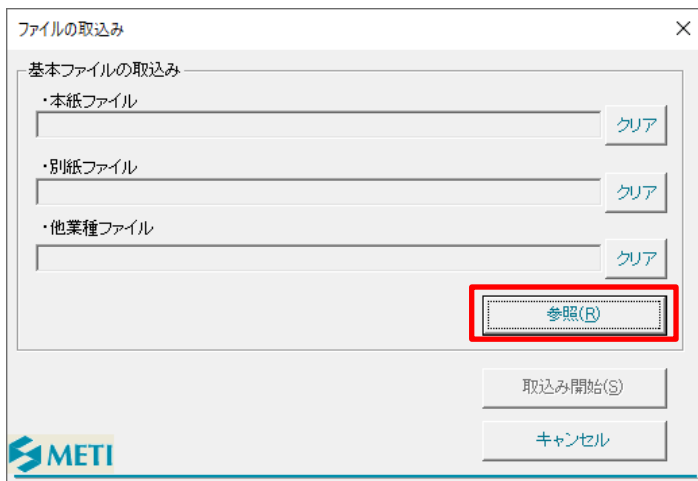 ファイルの取込み
基本ファイルの取込み
・本紙ファイル
クリア
・別紙ファイル
クリア
・他業種ファイル
クリア
参照(R)
取込み開始(S)
キャンセル
METI